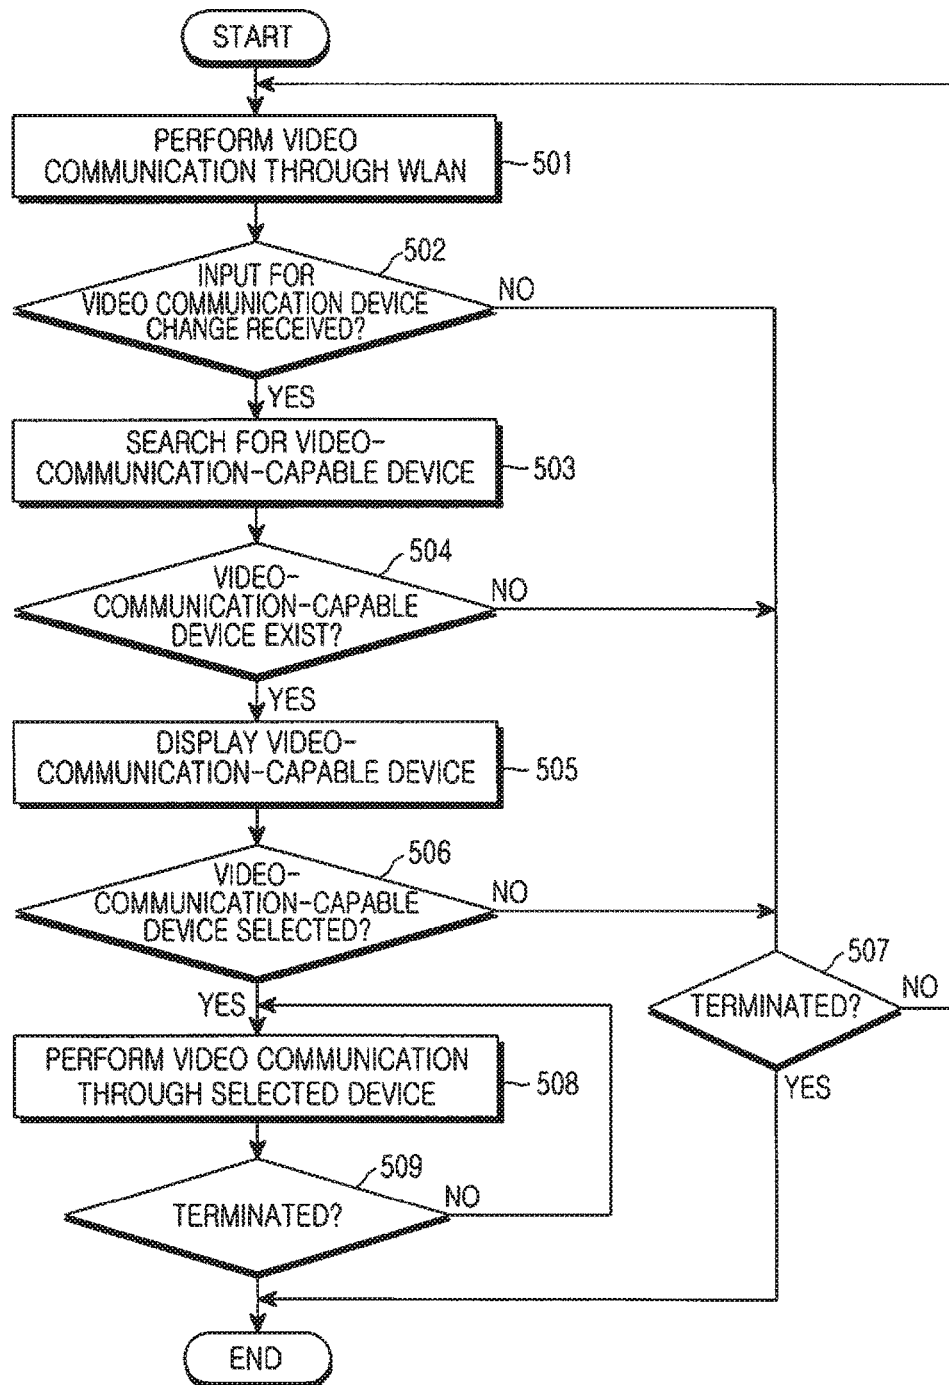 START
PERFORM VIDEO
COMMUNICATION THROUGH WLAN
501
502
INPUT FOR
VIDEO COMMUNICATION DEVICE
CHANGE RECEIVED?
NO
YES
SEARCH FOR VIDEO-
COMMUNICATION-CAPABLE DEVICE
503
504
VIDEO-
COMMUNICATION-CAPABLE
DEVICE EXIST?
NO
YES
DISPLAY VIDEO-
COMMUNICATION-CAPABLE DEVICE
505
506
VIDEO-
COMMUNICATION-CAPABLE
DEVICE SELECTED?
NO
YES
507
TERMINATED?
NO
YES
PERFORM VIDEO COMMUNICATION
THROUGH SELECTED DEVICE
508
509
TERMINATED?
NO
END